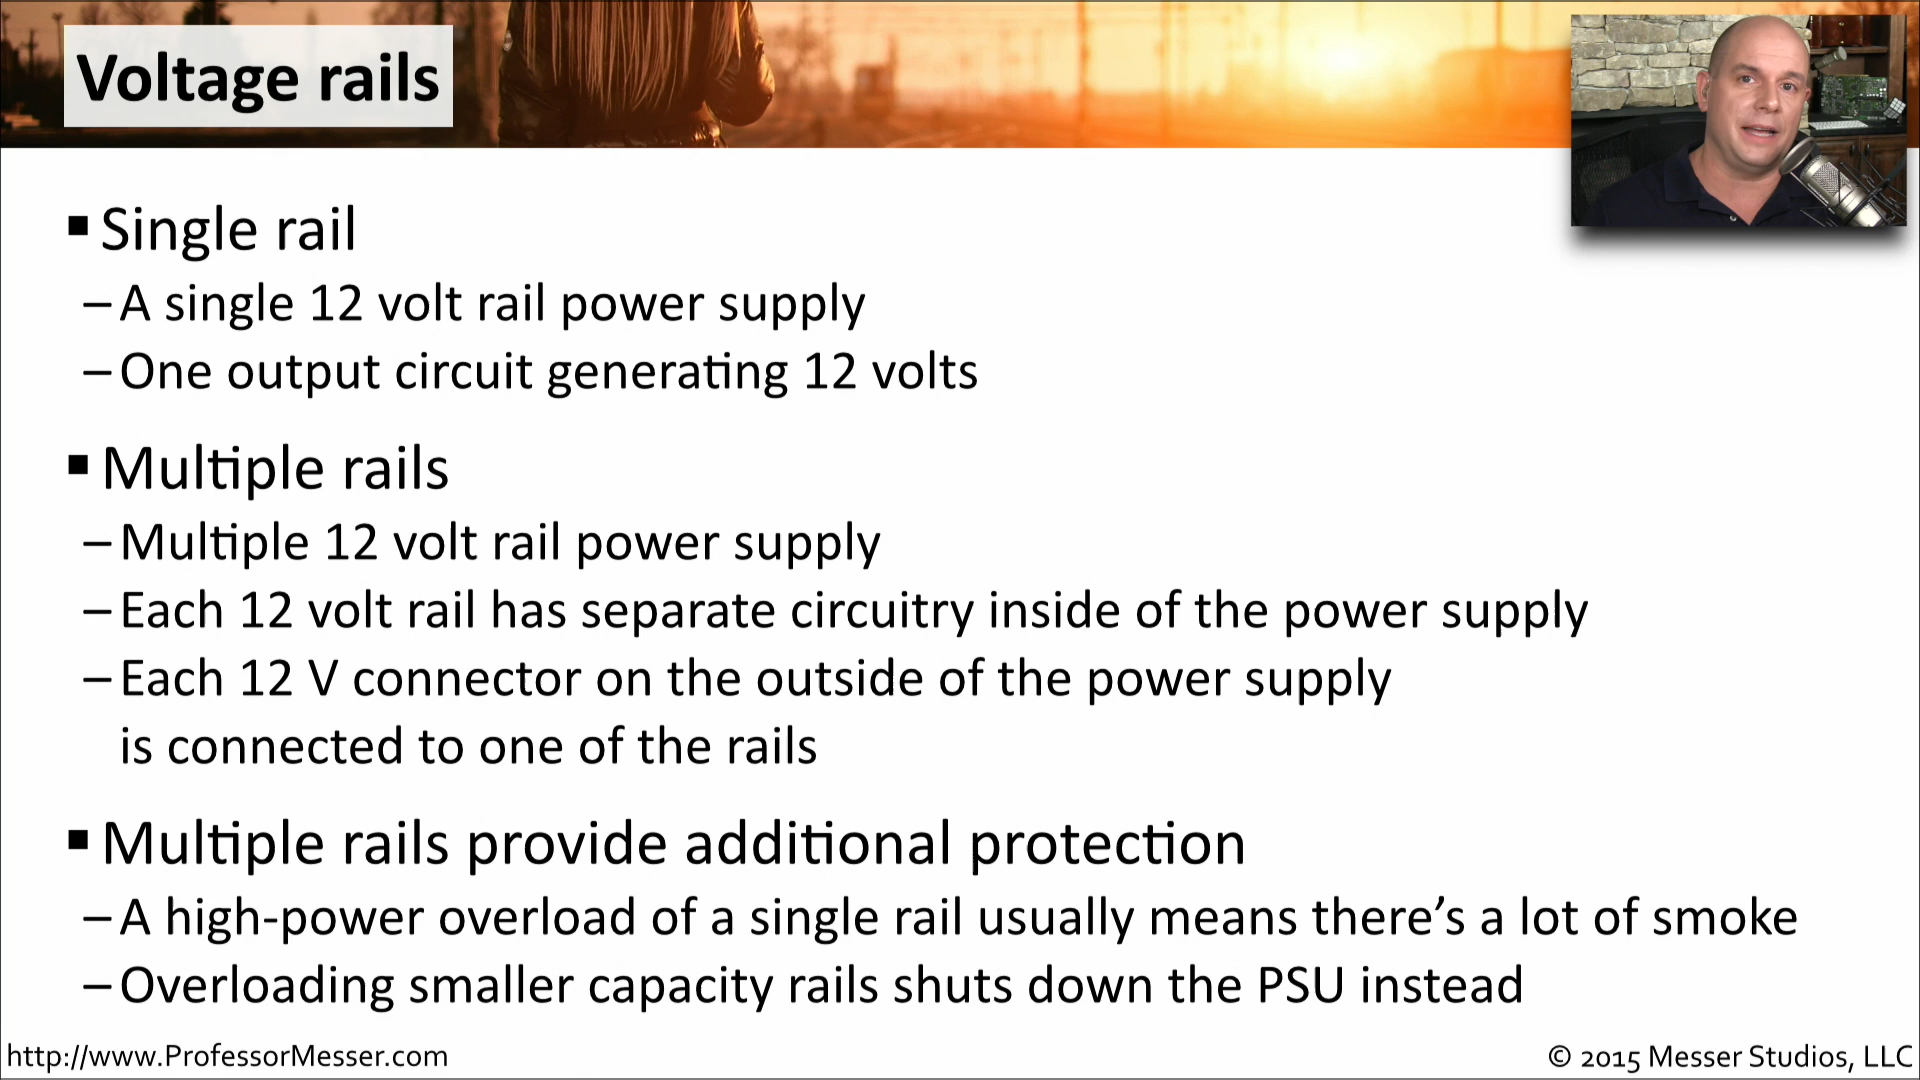 Voltage rails
▪ Single rail
– A single 12 volt rail power supply
– One output circuit generating 12 volts
▪ Multiple rails
– Multiple 12 volt rail power supply
– Each 12 volt rail has separate circuitry inside of the power supply
– Each 12 V connector on the outside of the power supply
is connected to one of the rails
▪ Multiple rails provide additional protection
– A high-power overload of a single rail usually means there’s a lot of smoke
– Overloading smaller capacity rails shuts down the PSU instead
http://www.ProfessorMesser.com
© 2015 Messer Studios, LLC